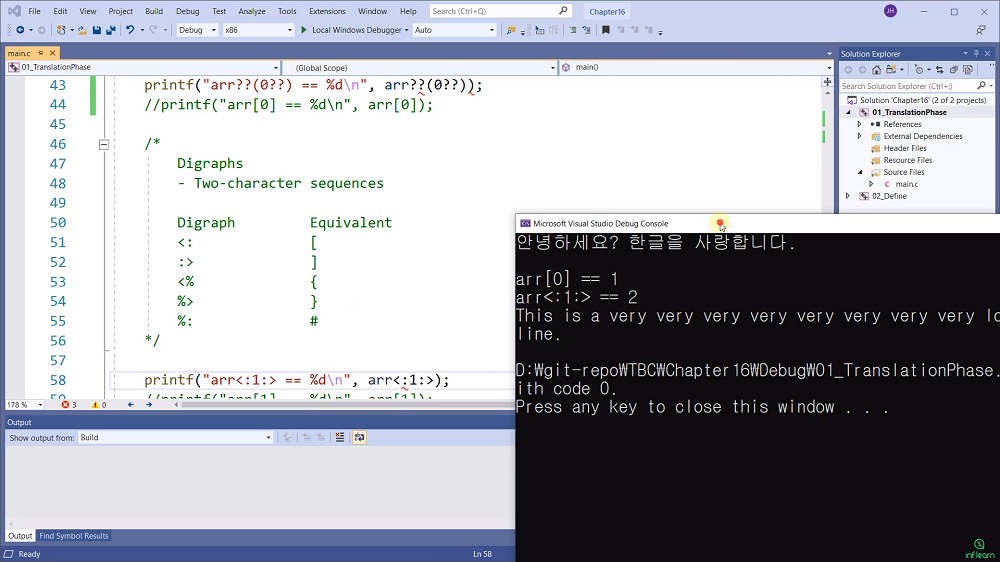 File Edit View Project Build Debug Test Analyze Tools Extensions Window Help Search (Ctrl+Q) Chapter16 JH
Debug x86 Local Windows Debugger Auto
main.c
01_TranslationPhase (Global Scope) main()
43 printf("arr??(0??) == %d\n", arr??(0??));
44 //printf("arr[0] == %d\n", arr[0]);
45
46 /*
47 Digraphs
48 - Two-character sequences
49
50 Digraph Equivalent
51 <: [
52 :> ]
53 <% {
54 %> }
55 %: #
56 */
57
58 printf("arr<:1:> == %d\n", arr<:1:>);
59 //printf("arr[1] == %d\n", arr[1]);
178 % 3 0
Output
Show output from: Build
Output Find Symbol Results
Ready Ln 58
Solution Explorer
Search Solution Explorer (Ctrl+;)
Solution 'Chapter16' (2 of 2 projects)
01_TranslationPhase
References
External Dependencies
Header Files
Resource Files
Source Files
main.c
02_Define
Microsoft Visual Studio Debug Console
안녕하세요? 한글을 사랑합니다.
arr[0] == 1
arr<:1:> == 2
This is a very very very very very very very very lo
line.
D:₩git-repo₩TBC₩Chapter16₩Debug₩01_TranslationPhase.
ith code 0.
Press any key to close this window . . .
inflearn